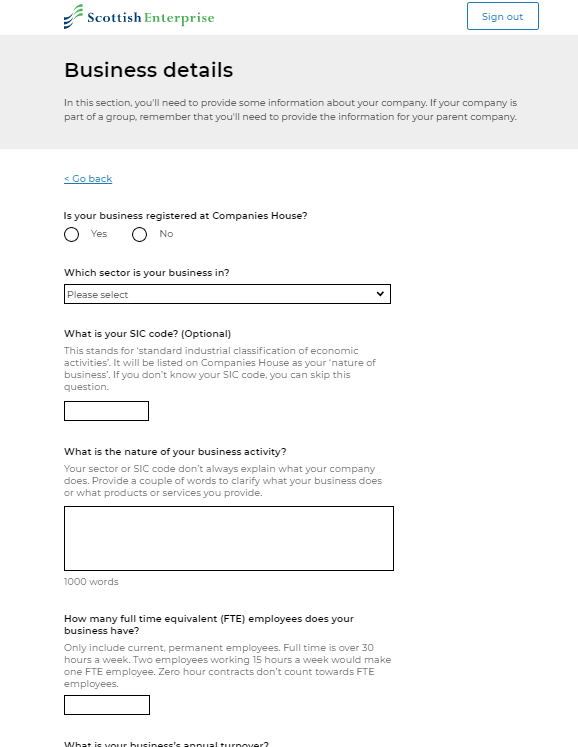 Scottish Enterprise
Sign out
Business details
In this section, you'll need to provide some information about your company. If your company is
part of a group, remember that you'll need to provide the information for your parent company.
< Go back
Is your business registered at Companies House?
Yes No
Which sector is your business in?
Please select
What is your SIC code? (Optional)
This stands for ‘standard industrial classification of economic
activities’. It will be listed on Companies House as your ‘nature of
business’. If you don’t know your SIC code, you can skip this
question.
What is the nature of your business activity?
Your sector or SIC code don’t always explain what your company
does. Provide a couple of words to clarify what your business does
or what products or services you provide.
1000 words
How many full time equivalent (FTE) employees does your
business have?
Only include current, permanent employees. Full time is over 30
hours a week. Two employees working 15 hours a week would make
one FTE employee. Zero hour contracts don’t count towards FTE
employees.
What is your business’s annual turnover?